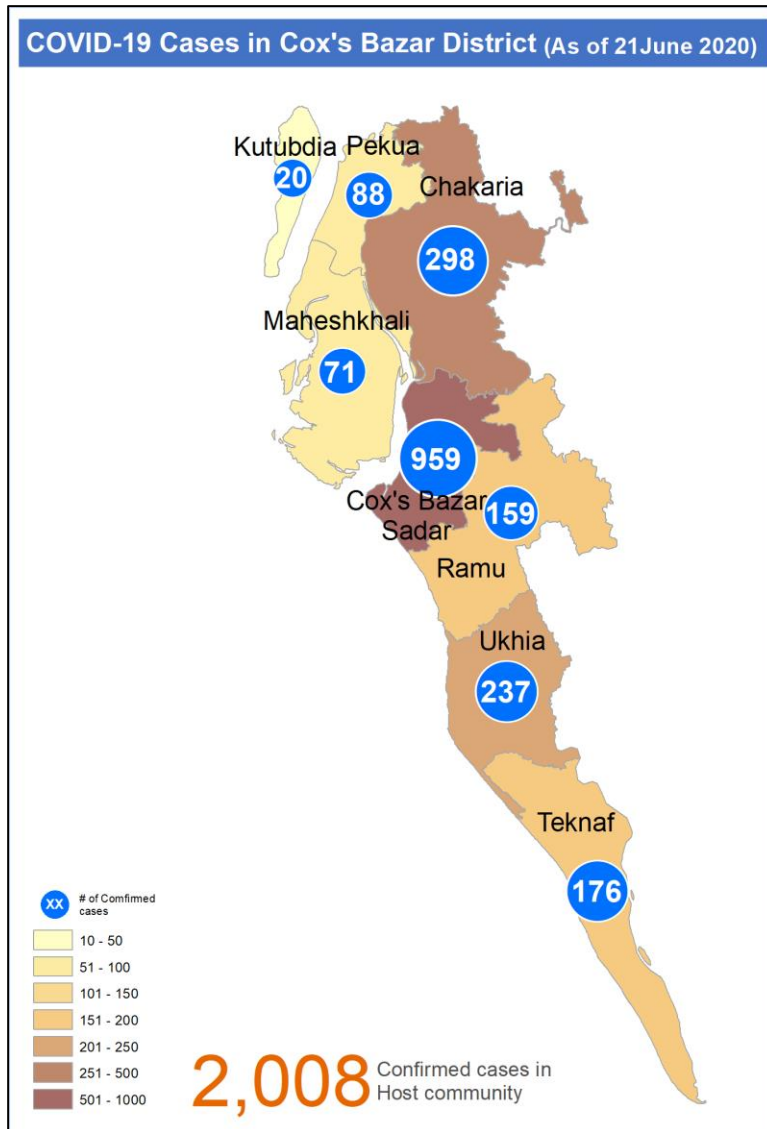 COVID-19 Cases in Cox's Bazar District (As of 21June 2020)
Kutubdia
20
Pekua
88
Chakaria
298
Maheshkhali
71
959
Cox's Bazar
Sadar
159
Ramu
Ukhia
237
Teknaf
176
XX # of Comfirmed
cases
10 - 50
51 - 100
101 - 150
151 - 200
201 - 250
251 - 500
501 - 1000
2,008 Confirmed cases in
Host community